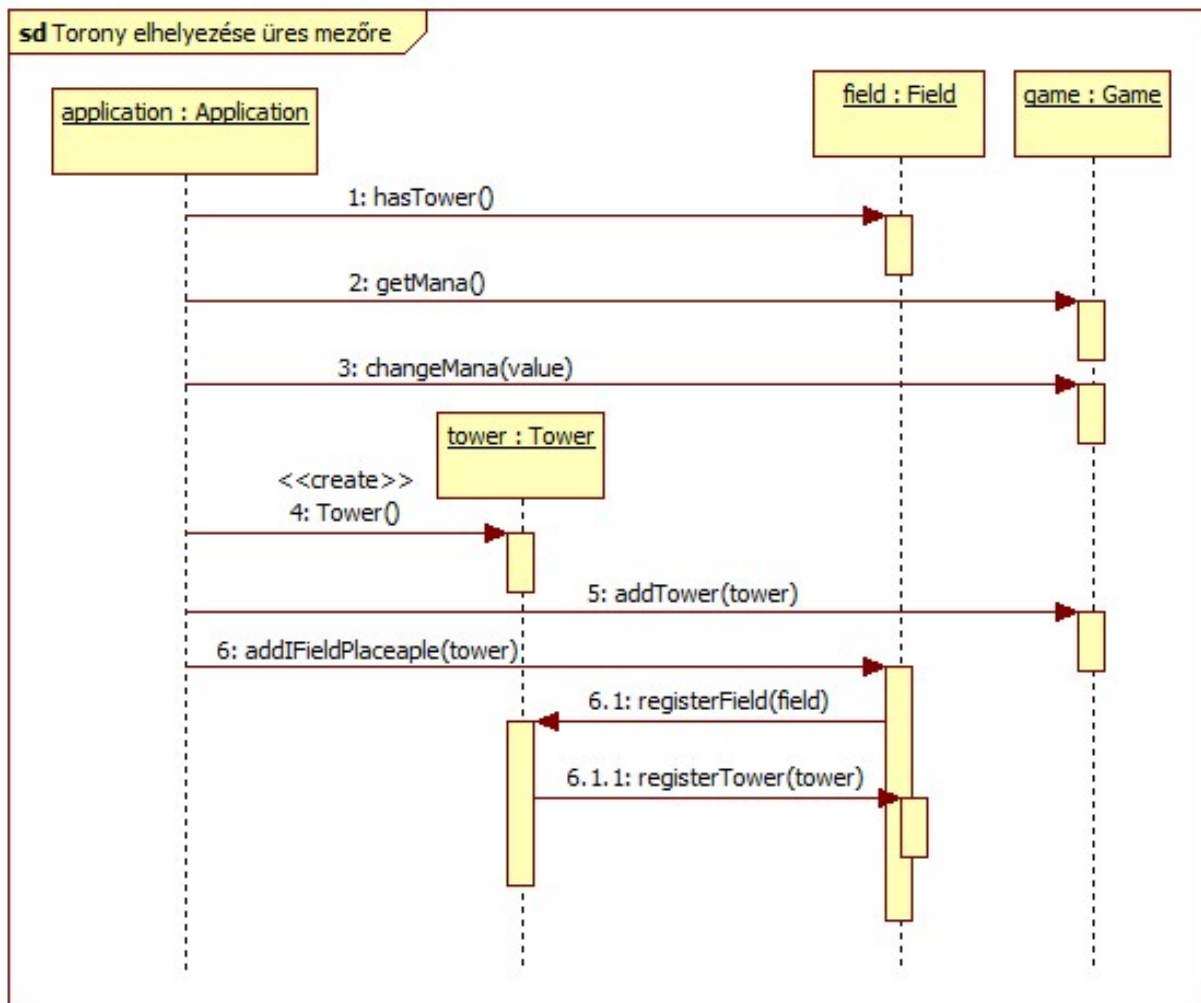 sd Torony elhelyezése üres mezőre
application : Application
field : Field
game : Game
1: hasTower()
2: getMana()
3: changeMana(value)
tower : Tower
<<create>>
4: Tower()
5: addTower(tower)
6: addIFieldPlaceaple(tower)
6.1: registerField(field)
6.1.1: registerTower(tower)